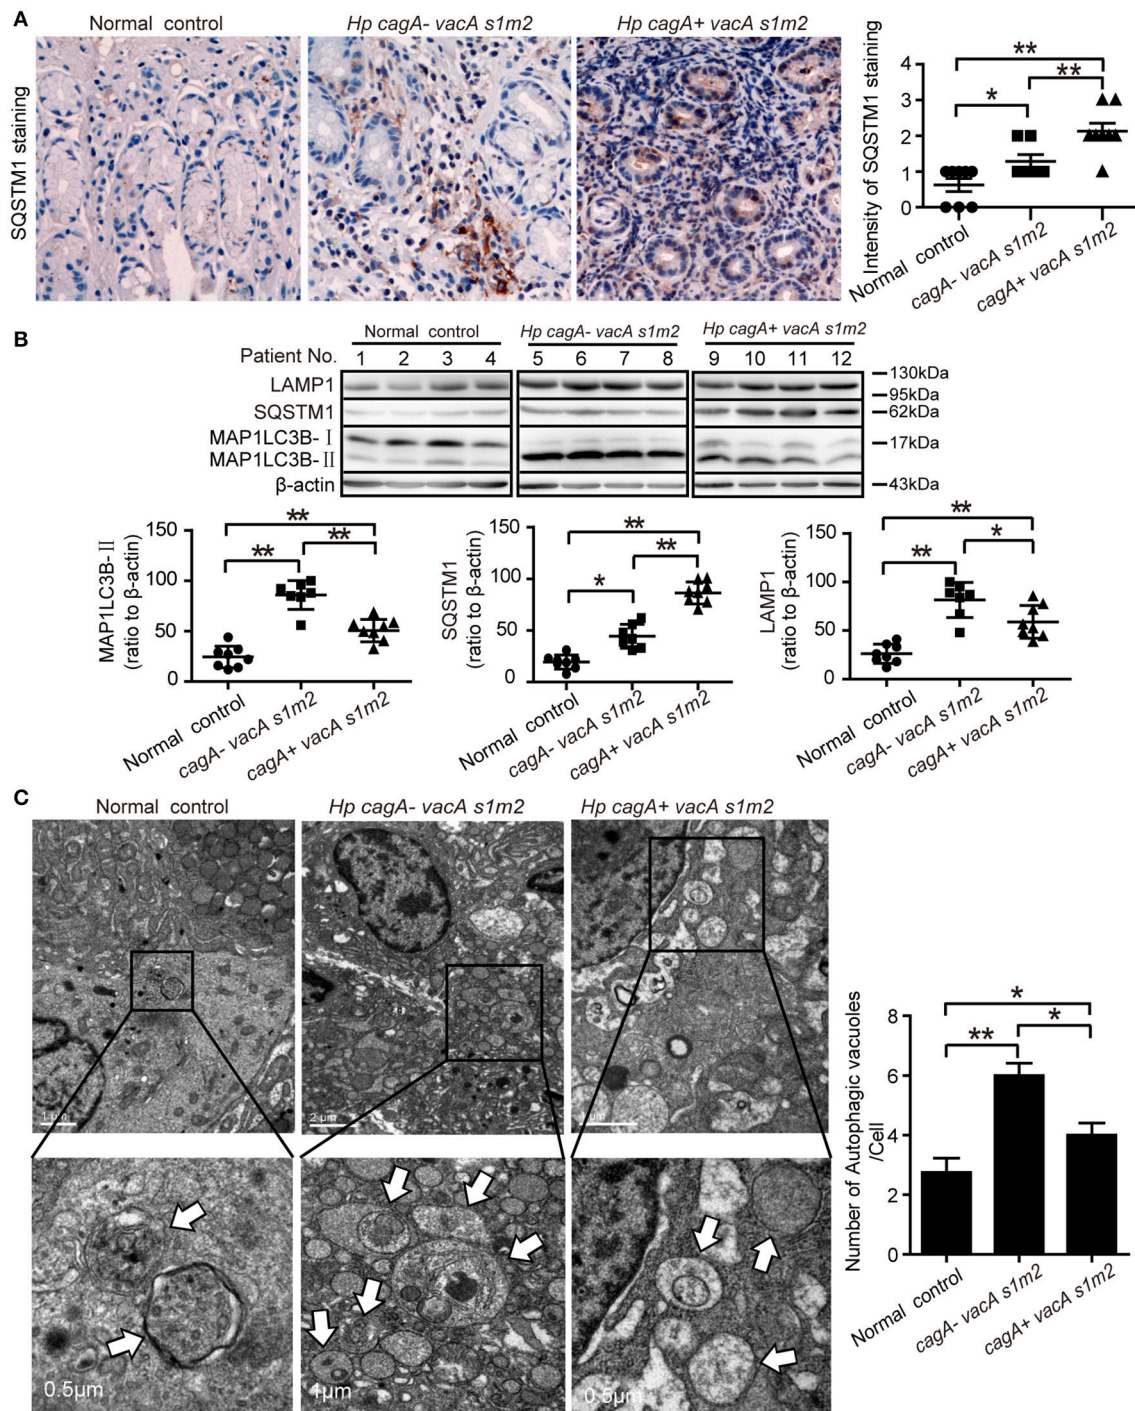 A
Normal control
Hp cagA- vacA s1m2
Hp cagA+ vacA s1m2
SQSTM1 staining
Intensity of SQSTM1 staining
4
3
2
1
0
**
**
*
Normal control
cagA- vacA s1m2
cagA+ vacA s1m2
B
Normal control
Hp cagA- vacA s1m2
Hp cagA+ vacA s1m2
Patient No. 1 2 3 4 5 6 7 8 9 10 11 12
LAMP1
SQSTM1
MAP1LC3B-Ⅰ
MAP1LC3B-Ⅱ
β-actin
130kDa
95kDa
62kDa
17kDa
43kDa
MAP1LC3B-Ⅱ
(ratio to β-actin)
150
100
50
0
**
**
**
Normal control
cagA- vacA s1m2
cagA+ vacA s1m2
SQSTM1
(ratio to β-actin)
150
100
50
0
**
**
*
Normal control
cagA- vacA s1m2
cagA+ vacA s1m2
LAMP1
(ratio to β-actin)
150
100
50
0
**
*
**
Normal control
cagA- vacA s1m2
cagA+ vacA s1m2
C
Normal control
Hp cagA- vacA s1m2
Hp cagA+ vacA s1m2
1 μm
2 μm
0.5μm
1μm
0.5μm
Number of Autophagic vacuoles
/Cell
8
6
4
2
0
*
*
**
Normal control
cagA- vacA s1m2
cagA+ vacA s1m2